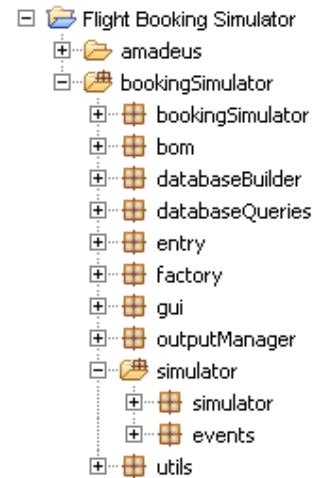 Flight Booking Simulator
amadeus
bookingSimulator
bookingSimulator
bom
databaseBuilder
databaseQueries
entry
factory
gui
outputManager
simulator
simulator
events
utils